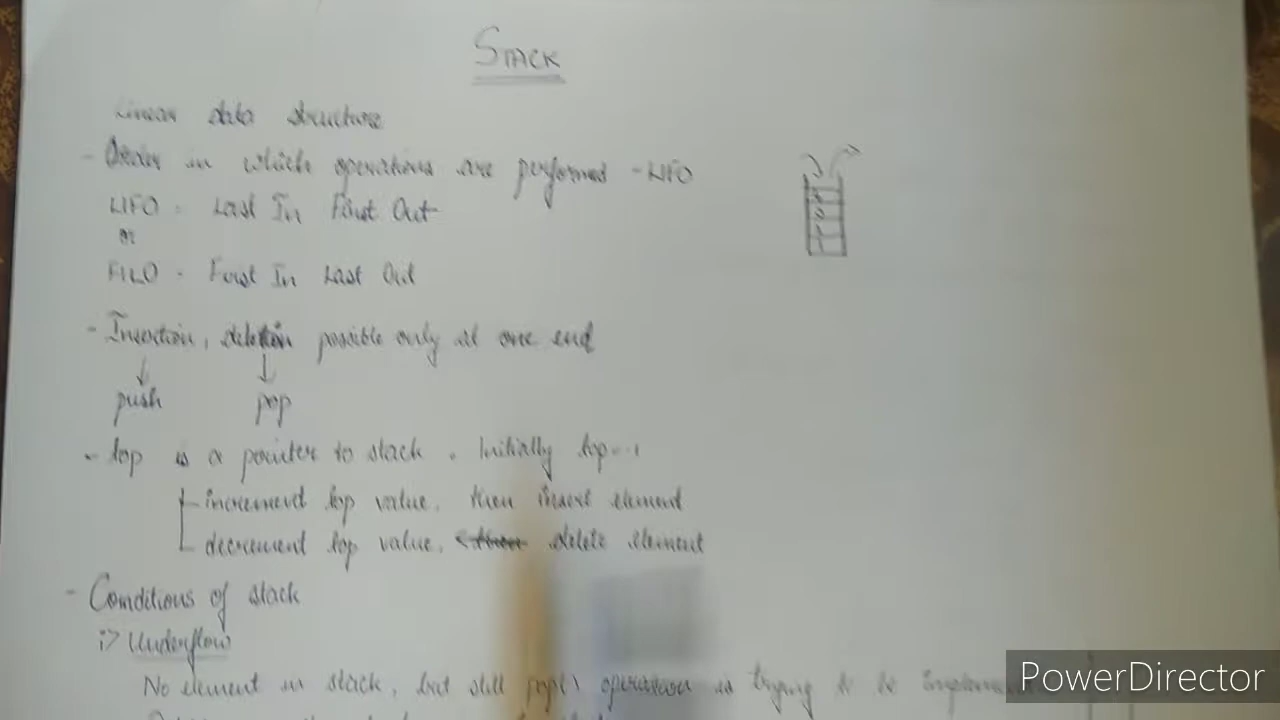 STACK
Linear data structure
- Order in which operations are performed - LIFO
LIFO - Last In First Out
or
FILO - First In Last Out
- Insertion, deletion possible only at one end
push pop
- top is a pointer to stack. Initially top=-1
increment top value, then insert element
decrement top value, delete element
- Conditions of stack
i> Underflow
No element in stack, but still pop() operation is trying to be
PowerDirector